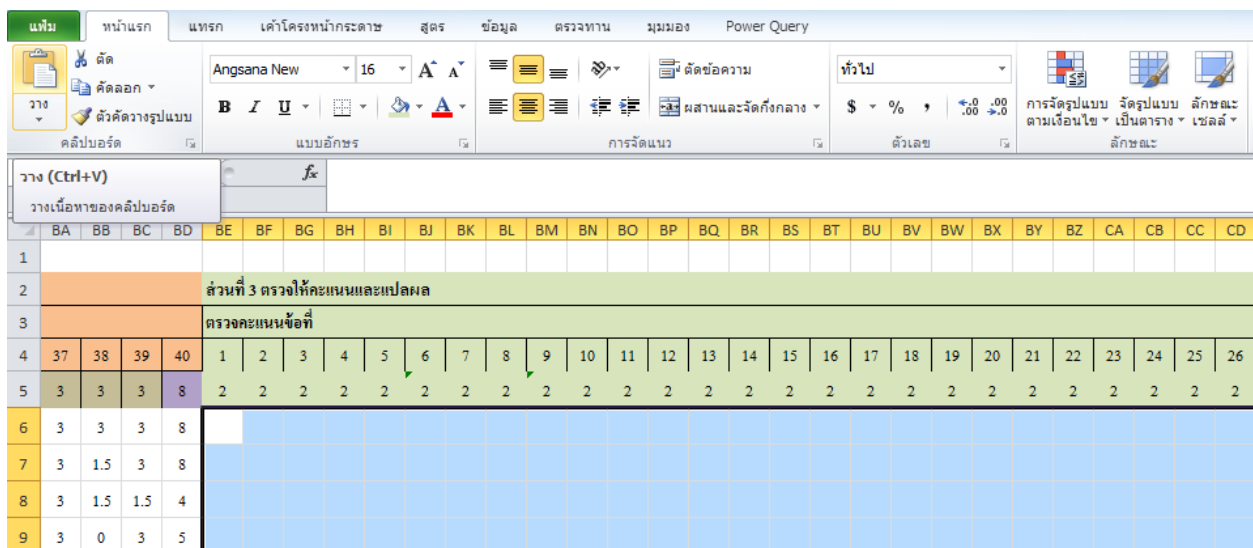 แฟ้ม หน้าแรก แทรก เค้าโครงหน้ากระดาษ สูตร ข้อมูล ตรวจทาน มุมมอง Power Query
วาง
ตัด
คัดลอก
ตัวคัดวางรูปแบบ
คลิปบอร์ด
Angsana New 16 A A
B I U A
แบบอักษร
ตัดข้อความ
ผสานและจัดกึ่งกลาง
การจัดแนว
ทั่วไป
$ % , .0 .00 .00 .0
ตัวเลข
การจัดรูปแบบ
ตามเงื่อนไข
จัดรูปแบบ
เป็นตาราง
ลักษณะ
เซลล์
ลักษณะ
วาง (Ctrl+V)
วางเนื้อหาของคลิปบอร์ด
fx
BA BB BC BD BE BF BG BH BI BJ BK BL BM BN BO BP BQ BR BS BT BU BV BW BX BY BZ CA CB CC CD
1
2 ส่วนที่ 3 ตรวจให้คะแนนและแปลผล
3 ตรวจคะแนนข้อที่
4 37 38 39 40 1 2 3 4 5 6 7 8 9 10 11 12 13 14 15 16 17 18 19 20 21 22 23 24 25 26
5 3 3 3 8 2 2 2 2 2 2 2 2 2 2 2 2 2 2 2 2 2 2 2 2 2 2 2 2 2 2
6 3 3 3 8
7 3 1.5 3 8
8 3 1.5 1.5 4
9 3 0 3 5